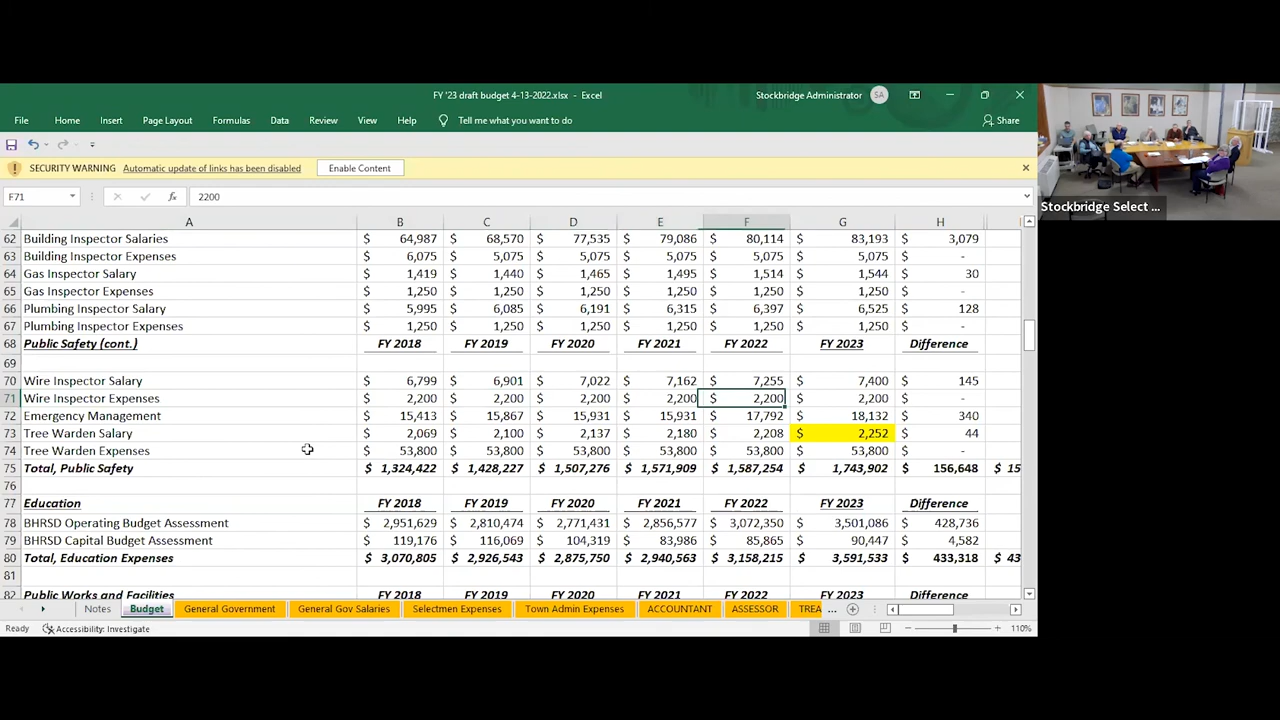 FY '23 draft budget 4-13-2022.xlsx - Excel
Stockbridge Administrator SA
File Home Insert Page Layout Formulas Data Review View Help Tell me what you want to do Share
SECURITY WARNING Automatic update of links has been disabled Enable Content
F71 fx 2200
A B C D E F G H
62 Building Inspector Salaries $ 64,987 $ 68,570 $ 77,535 $ 79,086 $ 80,114 $ 83,193 $ 3,079
63 Building Inspector Expenses $ 6,075 $ 5,075 $ 5,075 $ 5,075 $ 5,075 $ 5,075 $ -
64 Gas Inspector Salary $ 1,419 $ 1,440 $ 1,465 $ 1,495 $ 1,514 $ 1,544 $ 30
65 Gas Inspector Expenses $ 1,250 $ 1,250 $ 1,250 $ 1,250 $ 1,250 $ 1,250 $ -
66 Plumbing Inspector Salary $ 5,995 $ 6,085 $ 6,191 $ 6,315 $ 6,397 $ 6,525 $ 128
67 Plumbing Inspector Expenses $ 1,250 $ 1,250 $ 1,250 $ 1,250 $ 1,250 $ 1,250 $ -
68 Public Safety (cont.) FY 2018 FY 2019 FY 2020 FY 2021 FY 2022 FY 2023 Difference
69
70 Wire Inspector Salary $ 6,799 $ 6,901 $ 7,022 $ 7,162 $ 7,255 $ 7,400 $ 145
71 Wire Inspector Expenses $ 2,200 $ 2,200 $ 2,200 $ 2,200 $ 2,200 $ 2,200 $ -
72 Emergency Management $ 15,413 $ 15,867 $ 15,931 $ 15,931 $ 17,792 $ 18,132 $ 340
73 Tree Warden Salary $ 2,069 $ 2,100 $ 2,137 $ 2,180 $ 2,208 $ 2,252 $ 44
74 Tree Warden Expenses $ 53,800 $ 53,800 $ 53,800 $ 53,800 $ 53,800 $ 53,800 $ -
75 Total, Public Safety $ 1,324,422 $ 1,428,227 $ 1,507,276 $ 1,571,909 $ 1,587,254 $ 1,743,902 $ 156,648 $ 15
76
77 Education FY 2018 FY 2019 FY 2020 FY 2021 FY 2022 FY 2023 Difference
78 BHRSD Operating Budget Assessment $ 2,951,629 $ 2,810,474 $ 2,771,431 $ 2,856,577 $ 3,072,350 $ 3,501,086 $ 428,736
79 BHRSD Capital Budget Assessment $ 119,176 $ 116,069 $ 104,319 $ 83,986 $ 85,865 $ 90,447 $ 4,582
80 Total, Education Expenses $ 3,070,805 $ 2,926,543 $ 2,875,750 $ 2,940,563 $ 3,158,215 $ 3,591,533 $ 433,318 $ 43
81
82 Public Works and Facilities FY 2018 FY 2019 FY 2020 FY 2021 FY 2022 FY 2023 Difference
Notes Budget General Government General Gov Salaries Selectmen Expenses Town Admin Expenses ACCOUNTANT ASSESSOR TREA ...
Ready Accessibility: Investigate 110%
Stockbridge Select ...